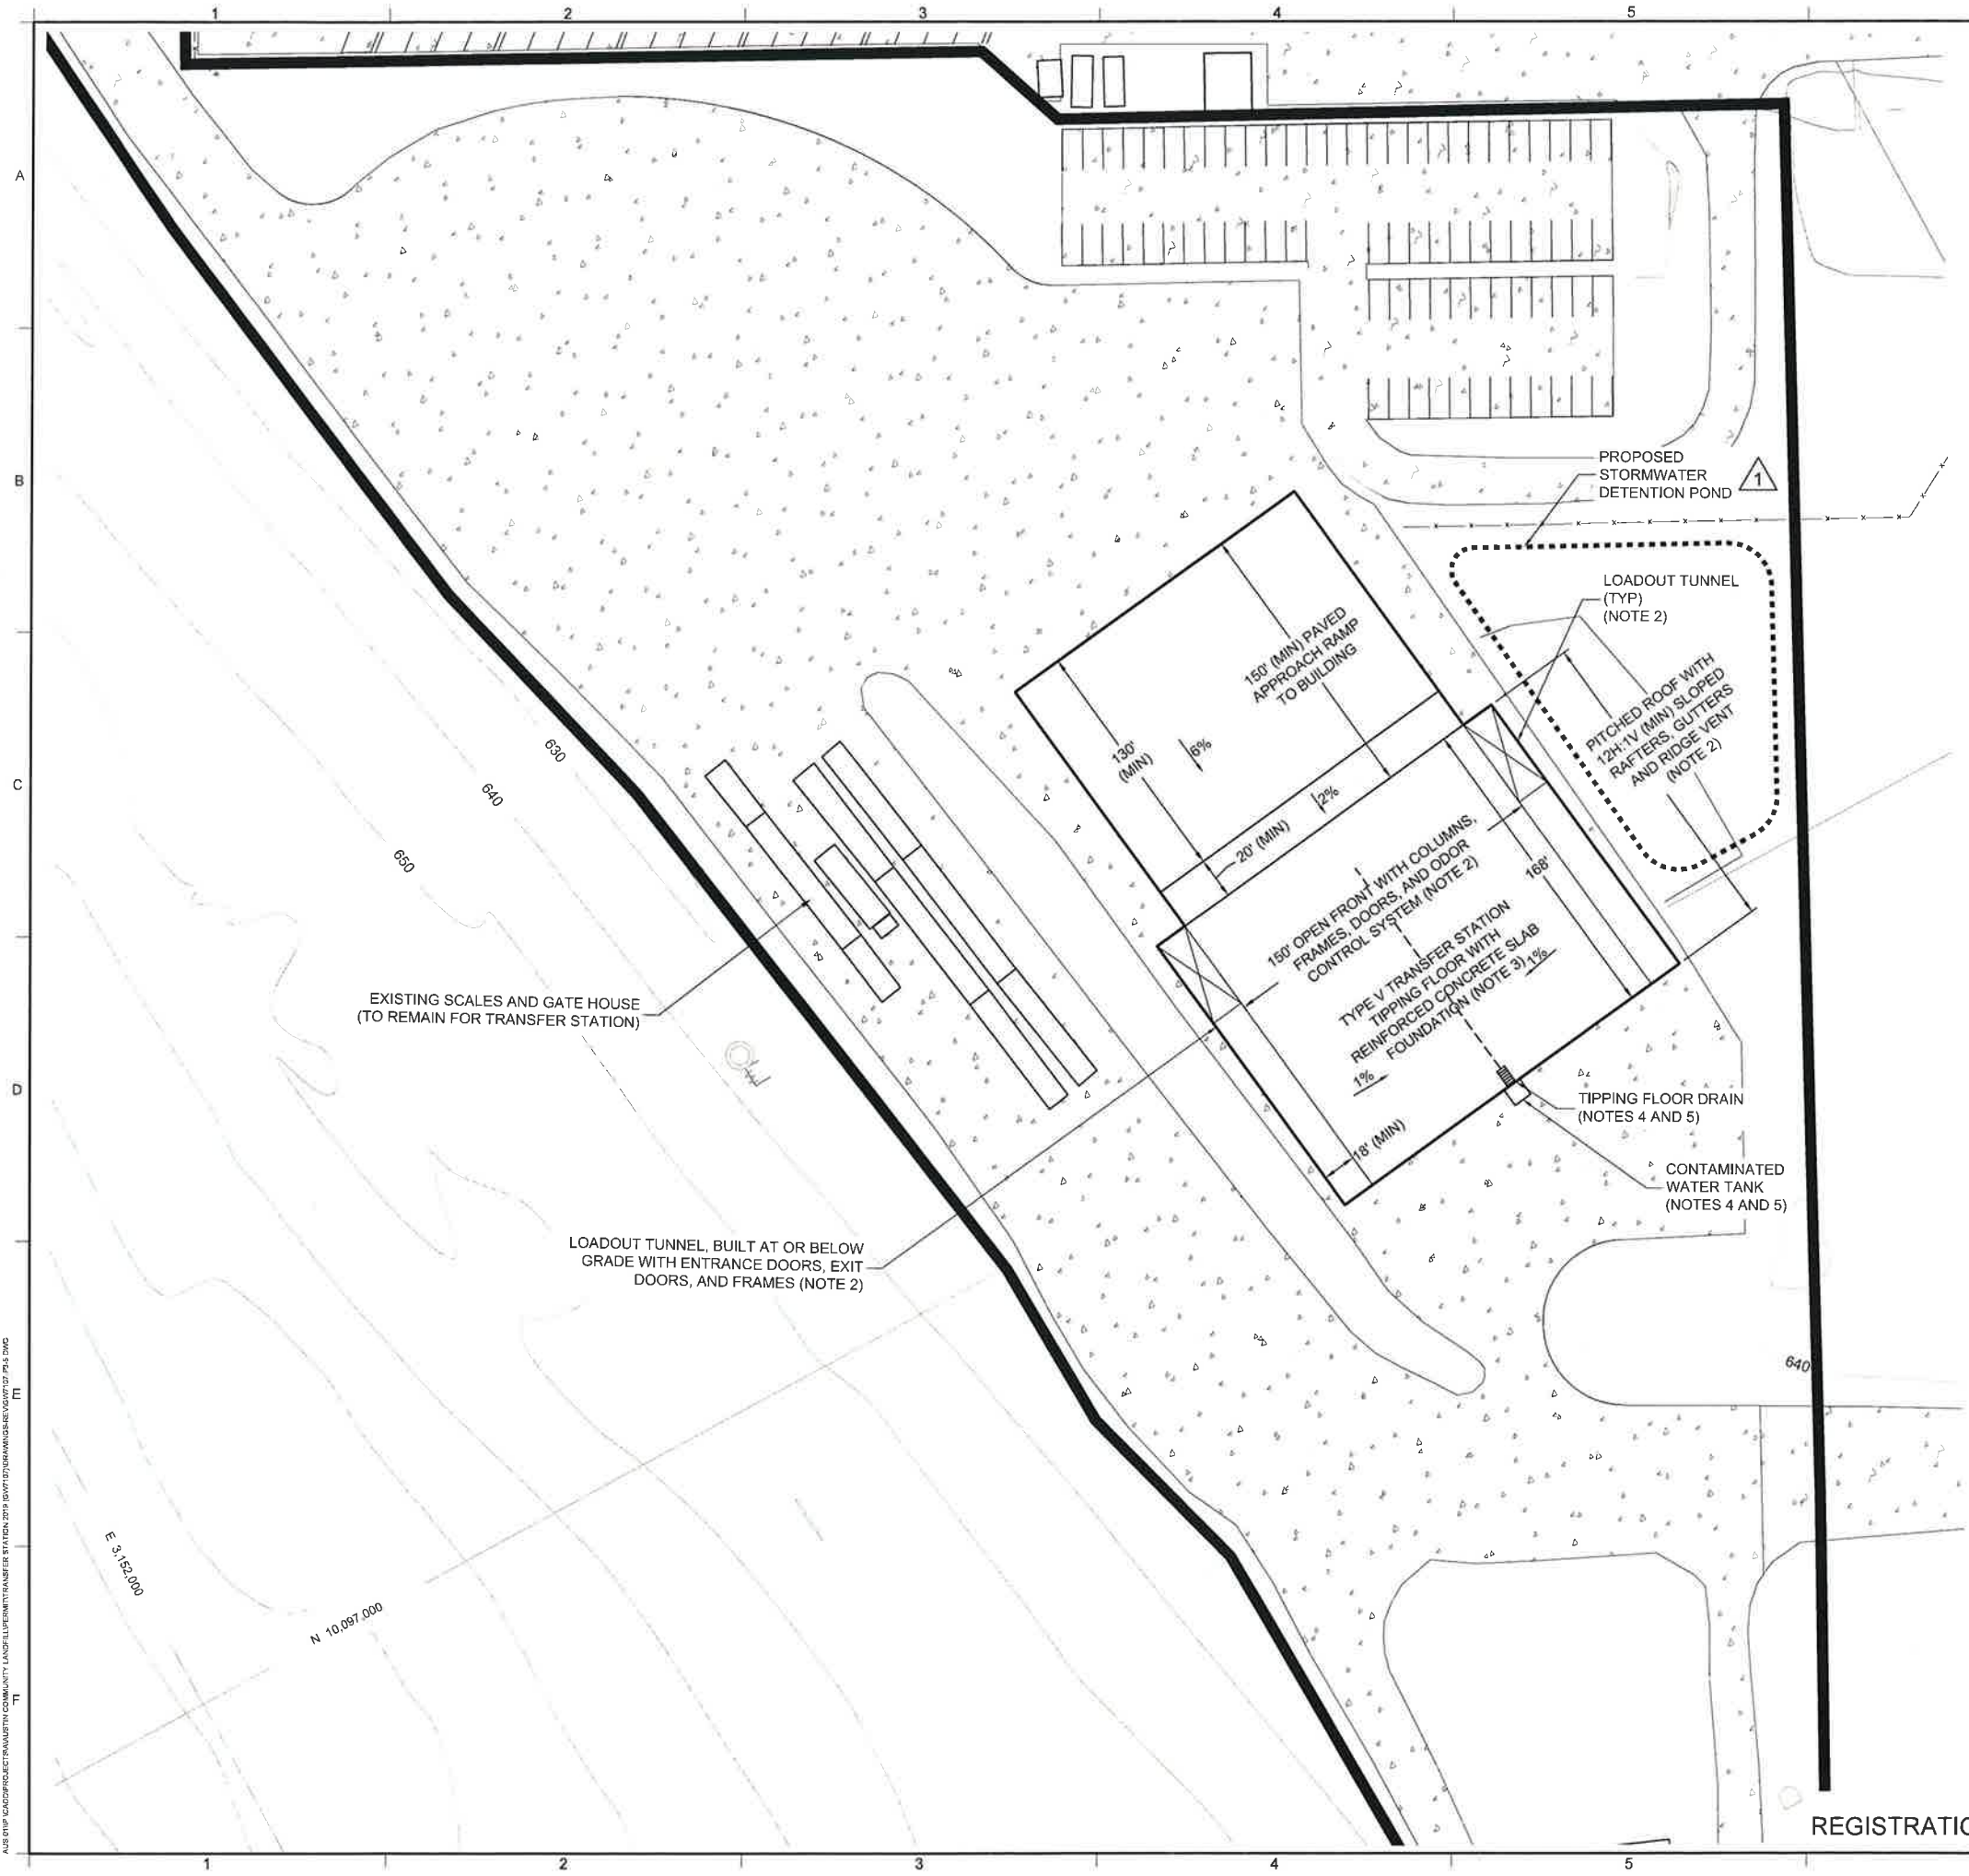 1
2
3
4
5
A
B
C
D
E
F
PROPOSED
STORMWATER
DETENTION POND
1
LOADOUT TUNNEL
(TYP)
(NOTE 2)
PITCHED ROOF WITH
12H:1V (MIN) SLOPED
RAFTERS, GUTTERS
AND RIDGE VENT
(NOTE 2)
150' (MIN) PAVED
APPROACH RAMP
TO BUILDING
130'
(MIN)
6%
2%
20' (MIN)
168'
150' OPEN FRONT WITH COLUMNS,
FRAMES, DOORS, AND ODOR
CONTROL SYSTEM (NOTE 2)
TYPE V TRANSFER STATION
TIPPING FLOOR WITH
REINFORCED CONCRETE SLAB
FOUNDATION (NOTE 3)
1%
1%
18' (MIN)
630
640
650
EXISTING SCALES AND GATE HOUSE
(TO REMAIN FOR TRANSFER STATION)
TIPPING FLOOR DRAIN
(NOTES 4 AND 5)
CONTAMINATED
WATER TANK
(NOTES 4 AND 5)
LOADOUT TUNNEL, BUILT AT OR BELOW
GRADE WITH ENTRANCE DOORS, EXIT
DOORS, AND FRAMES (NOTE 2)
640
E 3,152,000
N 10,097,000
REGISTRATIO
1
2
3
4
5